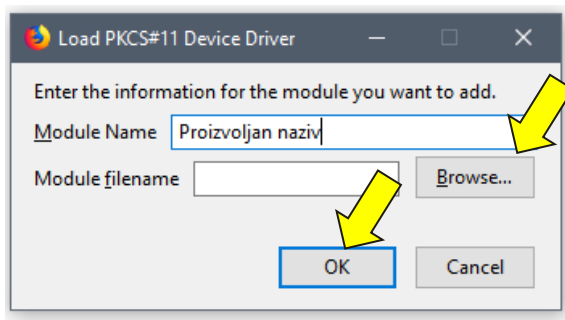 Load PKCS#11 Device Driver
Enter the information for the module you want to add.
Module Name Proizvoljan naziv
Module filename Browse...
OK Cancel